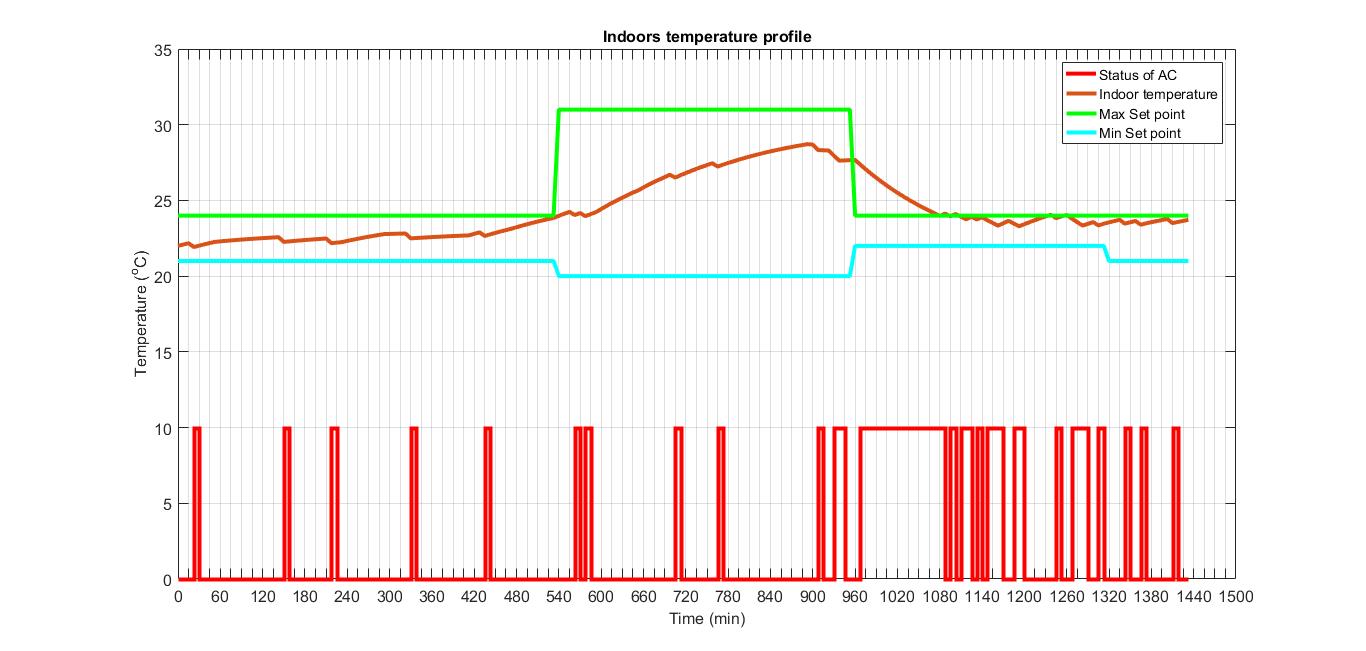 Indoors temperature profile
35
30
25
20
15
10
5
0
Temperature (°C)
Status of AC
Indoor temperature
Max Set point
Min Set point
0 60 120 180 240 300 360 420 480 540 600 660 720 780 840 900 960 1020 1080 1140 1200 1260 1320 1380 1440 1500
Time (min)